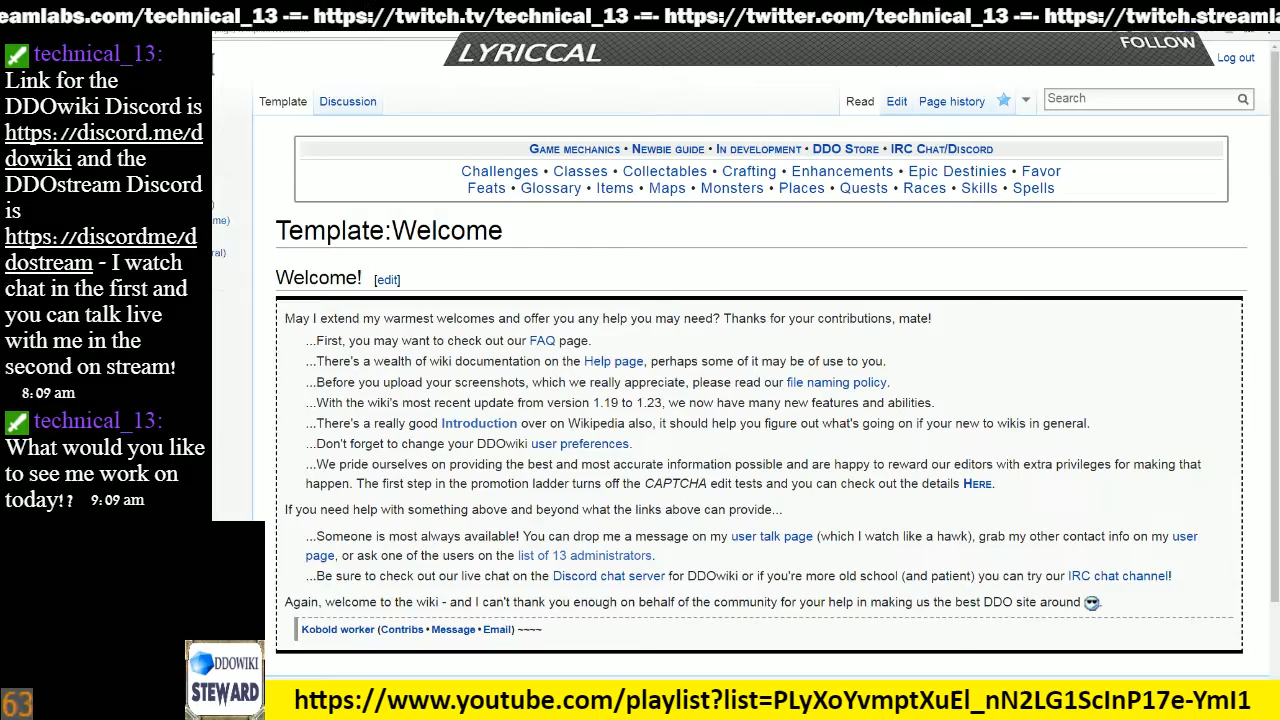 eamlabs.com/technical_13 -=- https://twitch.tv/technical_13 -=- https://twitter.com/technical_13 -=- https://twitch.streamla
technical_13:
Link for the
DDOwiki Discord is
https://discord.me/d
dowiki and the
DDOstream Discord
is
https://discordme/d
dostream - I watch
chat in the first and
you can talk live
with me in the
second on stream!
8:09 am
technical_13:
What would you like
to see me work on
today!? 9:09 am
63
LYRICCAL
FOLLOW
Log out
Template Discussion Read Edit Page history Search
me)
ral)
Game mechanics • Newbie guide • In development • DDO Store • IRC Chat/Discord
Challenges • Classes • Collectables • Crafting • Enhancements • Epic Destinies • Favor
Feats • Glossary • Items • Maps • Monsters • Places • Quests • Races • Skills • Spells
Template:Welcome
Welcome! [edit]
May I extend my warmest welcomes and offer you any help you may need? Thanks for your contributions, mate!
...First, you may want to check out our FAQ page.
...There's a wealth of wiki documentation on the Help page, perhaps some of it may be of use to you.
...Before you upload your screenshots, which we really appreciate, please read our file naming policy.
...With the wiki's most recent update from version 1.19 to 1.23, we now have many new features and abilities.
...There's a really good Introduction over on Wikipedia also, it should help you figure out what's going on if your new to wikis in general.
...Don't forget to change your DDOwiki user preferences.
...We pride ourselves on providing the best and most accurate information possible and are happy to reward our editors with extra privileges for making that
happen. The first step in the promotion ladder turns off the CAPTCHA edit tests and you can check out the details Here.
If you need help with something above and beyond what the links above can provide...
...Someone is most always available! You can drop me a message on my user talk page (which I watch like a hawk), grab my other contact info on my user
page, or ask one of the users on the list of 13 administrators.
...Be sure to check out our live chat on the Discord chat server for DDOwiki or if you're more old school (and patient) you can try our IRC chat channel!
Again, welcome to the wiki - and I can't thank you enough on behalf of the community for your help in making us the best DDO site around .
Kobold worker (Contribs • Message • Email) ~~~~
DDOWIKI
STEWARD
https://www.youtube.com/playlist?list=PLyXoYvmptXuEl_nN2LG1ScInP17e-YmI1